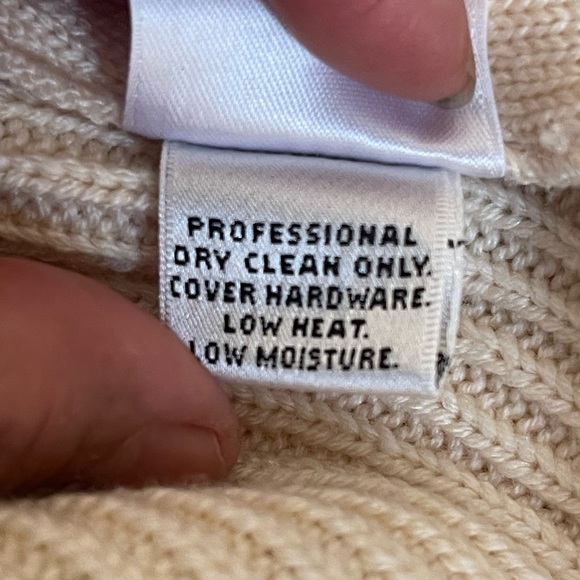 PROFESSIONAL
DRY CLEAN ONLY.
COVER HARDWARE.
LOW HEAT.
LOW MOISTURE.